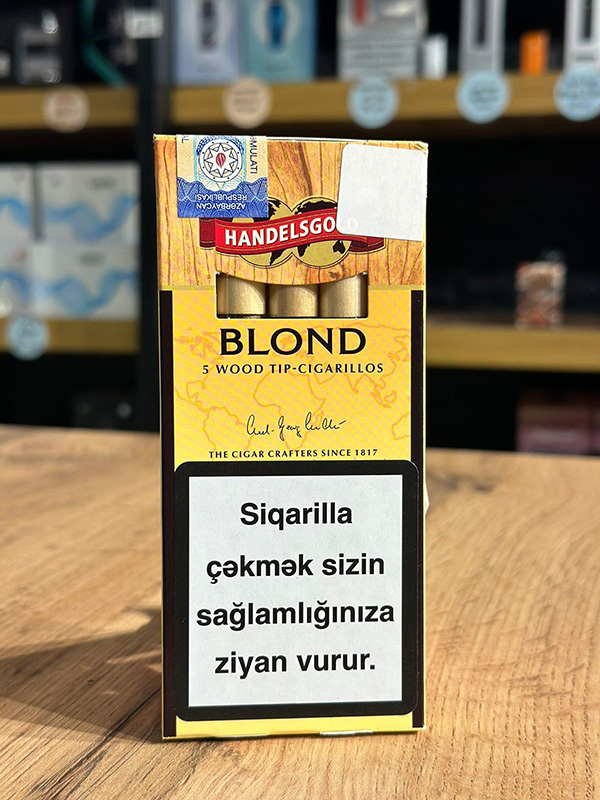 AZƏRBAYCAN
RESPUBLİKASI
HANDELSGOLD
BLOND
5 WOOD TIP-CIGARILLOS
THE CIGAR CRAFTERS SINCE 1817
Siqarilla
çəkmək sizin
sağlamlığınıza
ziyan vurur.